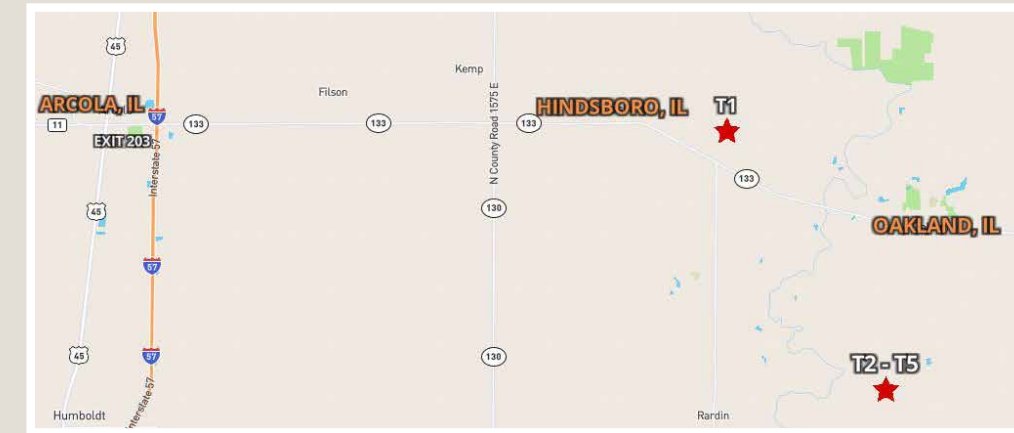 45
Kemp
Filson
ARCOLA, IL
HINDSBORO, IL
T1
57
11
133
133
133
EXIT 203
Interstate 57
N County Road 1575 E
133
45
130
OAKLAND, IL
57
45
57
130
T2 - T5
Humboldt
Interstate 57
Rardin